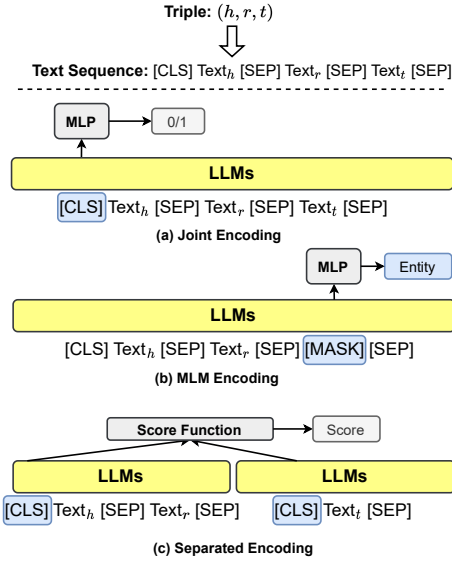 Triple: (h, r, t)
Text Sequence: [CLS] Text_h [SEP] Text_r [SEP] Text_t [SEP]
MLP
0/1
LLMs
[CLS] Text_h [SEP] Text_r [SEP] Text_t [SEP]
(a) Joint Encoding
MLP
Entity
LLMs
[CLS] Text_h [SEP] Text_r [SEP] [MASK] [SEP]
(b) MLM Encoding
Score Function
Score
LLMs
LLMs
[CLS] Text_h [SEP] Text_r [SEP]
[CLS] Text_t [SEP]
(c) Separated Encoding